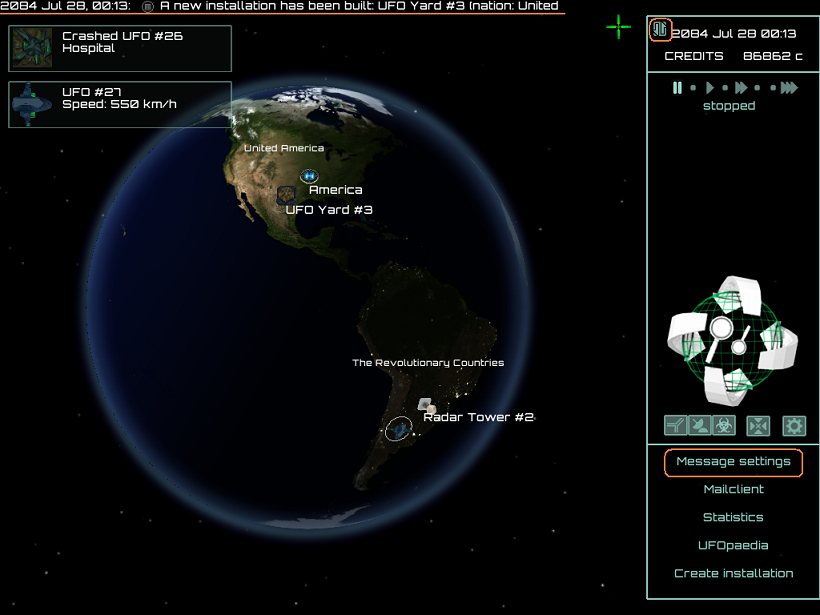 2084 Jul 28, 00:13: A new installation has been built: UFO Yard #3 (nation: United
Crashed UFO #26
Hospital
UFO #27
Speed: 550 km/h
2084 Jul 28 00:13
CREDITS 86862 c
stopped
United America
America
UFO Yard #3
The Revolutionary Countries
Radar Tower #2
Message settings
Mailclient
Statistics
UFOpaedia
Create installation